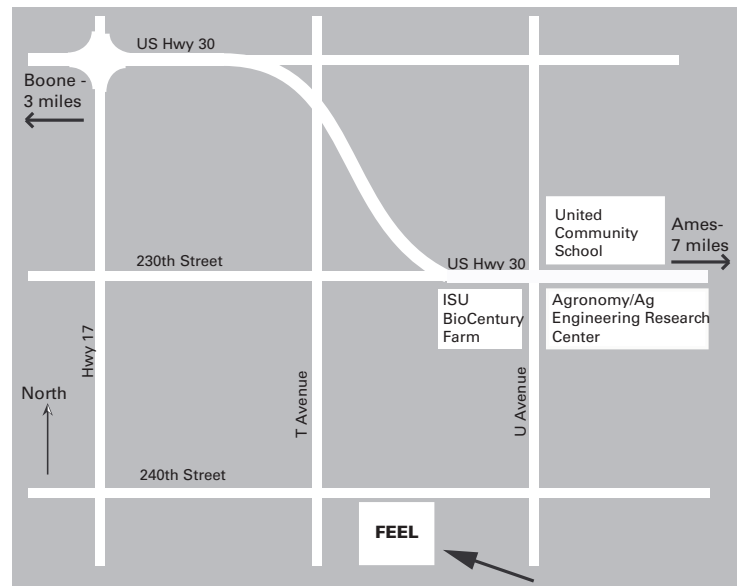 US Hwy 30
Boone -
3 miles
United
Community
School
Ames-
7 miles
230th Street
US Hwy 30
ISU
BioCentury
Farm
Agronomy/Ag
Engineering Research
Center
Hwy 17
North
T Avenue
U Avenue
240th Street
FEEL